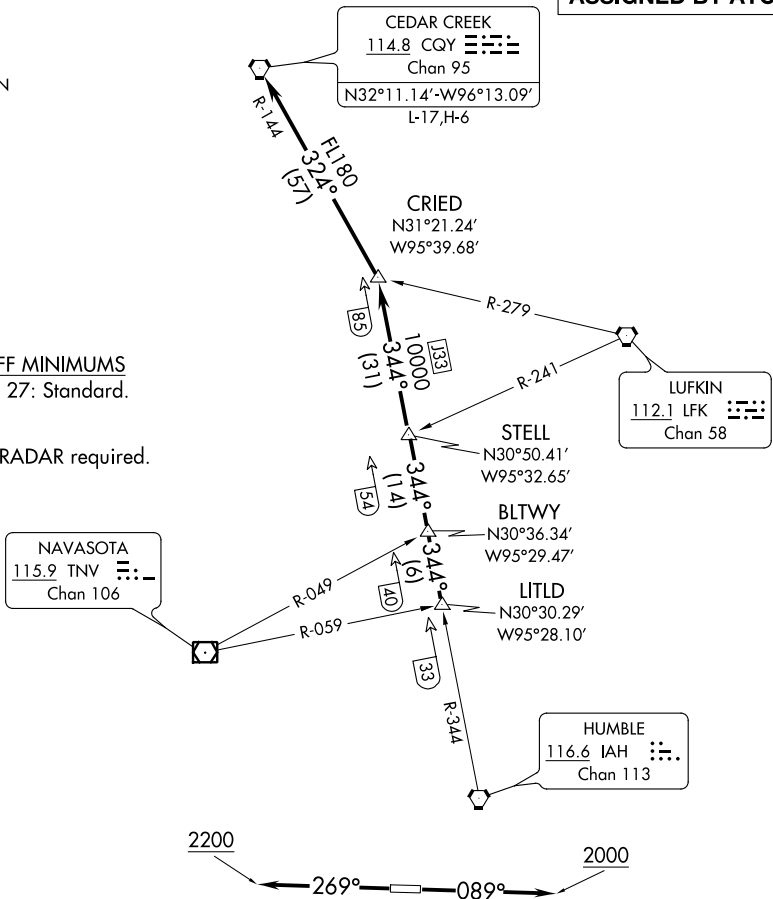 ASSIGNED BY ATC
CEDAR CREEK
114.8 CQY
Chan 95
N32°11.14′-W96°13.09′
L-17,H-6
N
R-144
FL180
324°
(57)
CRIED
N31°21.24′
W95°39.68′
R-279
85
J33
10000
344°
(31)
R-241
FF MINIMUMS
27: Standard.
LUFKIN
112.1 LFK
Chan 58
STELL
N30°50.41′
W95°32.65′
RADAR required.
54
344°
(14)
BLTWY
N30°36.34′
W95°29.47′
NAVASOTA
115.9 TNV
Chan 106
R-049
40
344°
(6)
LITLD
N30°30.29′
W95°28.10′
R-059
33
R-344
HUMBLE
116.6 IAH
Chan 113
2200
2000
269°
089°